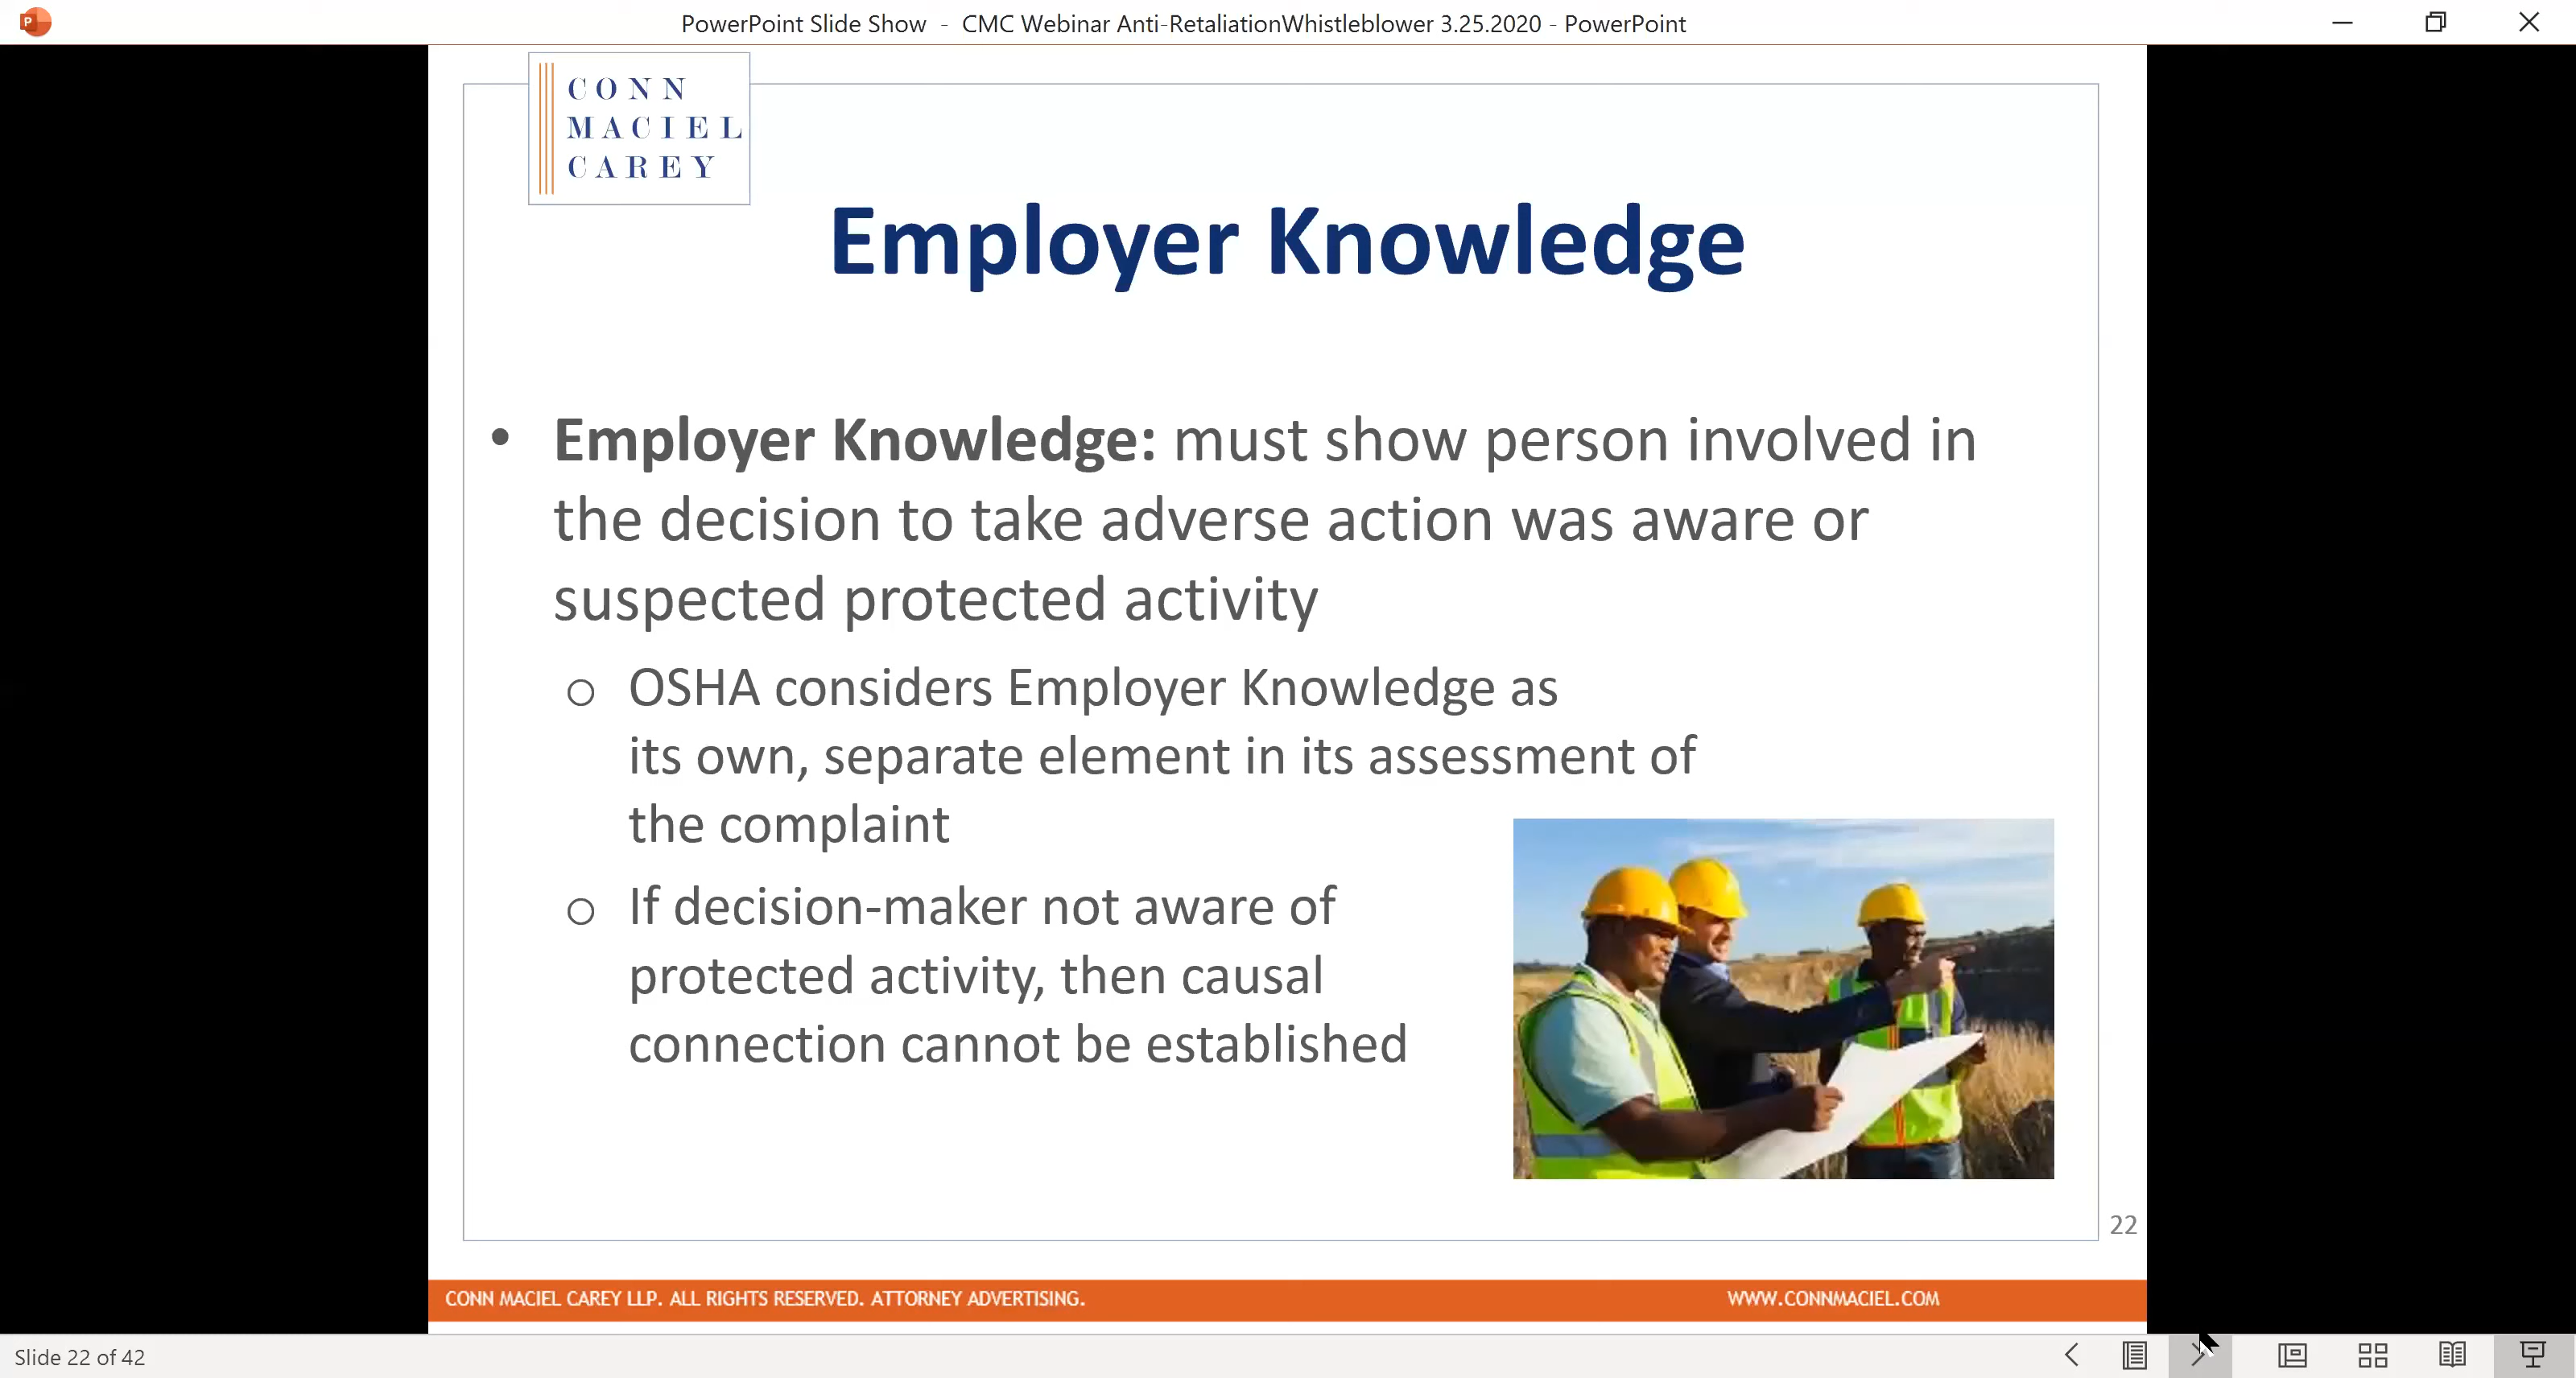 PowerPoint Slide Show - CMC Webinar Anti-RetaliationWhistleblower 3.25.2020 - PowerPoint
CONN
MACIEL
CAREY
Employer Knowledge
• Employer Knowledge: must show person involved in
the decision to take adverse action was aware or
suspected protected activity
o OSHA considers Employer Knowledge as
its own, separate element in its assessment of
the complaint
o If decision-maker not aware of
protected activity, then causal
connection cannot be established
22
CONN MACIEL CAREY LLP. ALL RIGHTS RESERVED. ATTORNEY ADVERTISING.
WWW.CONNMACIEL.COM
Slide 22 of 42